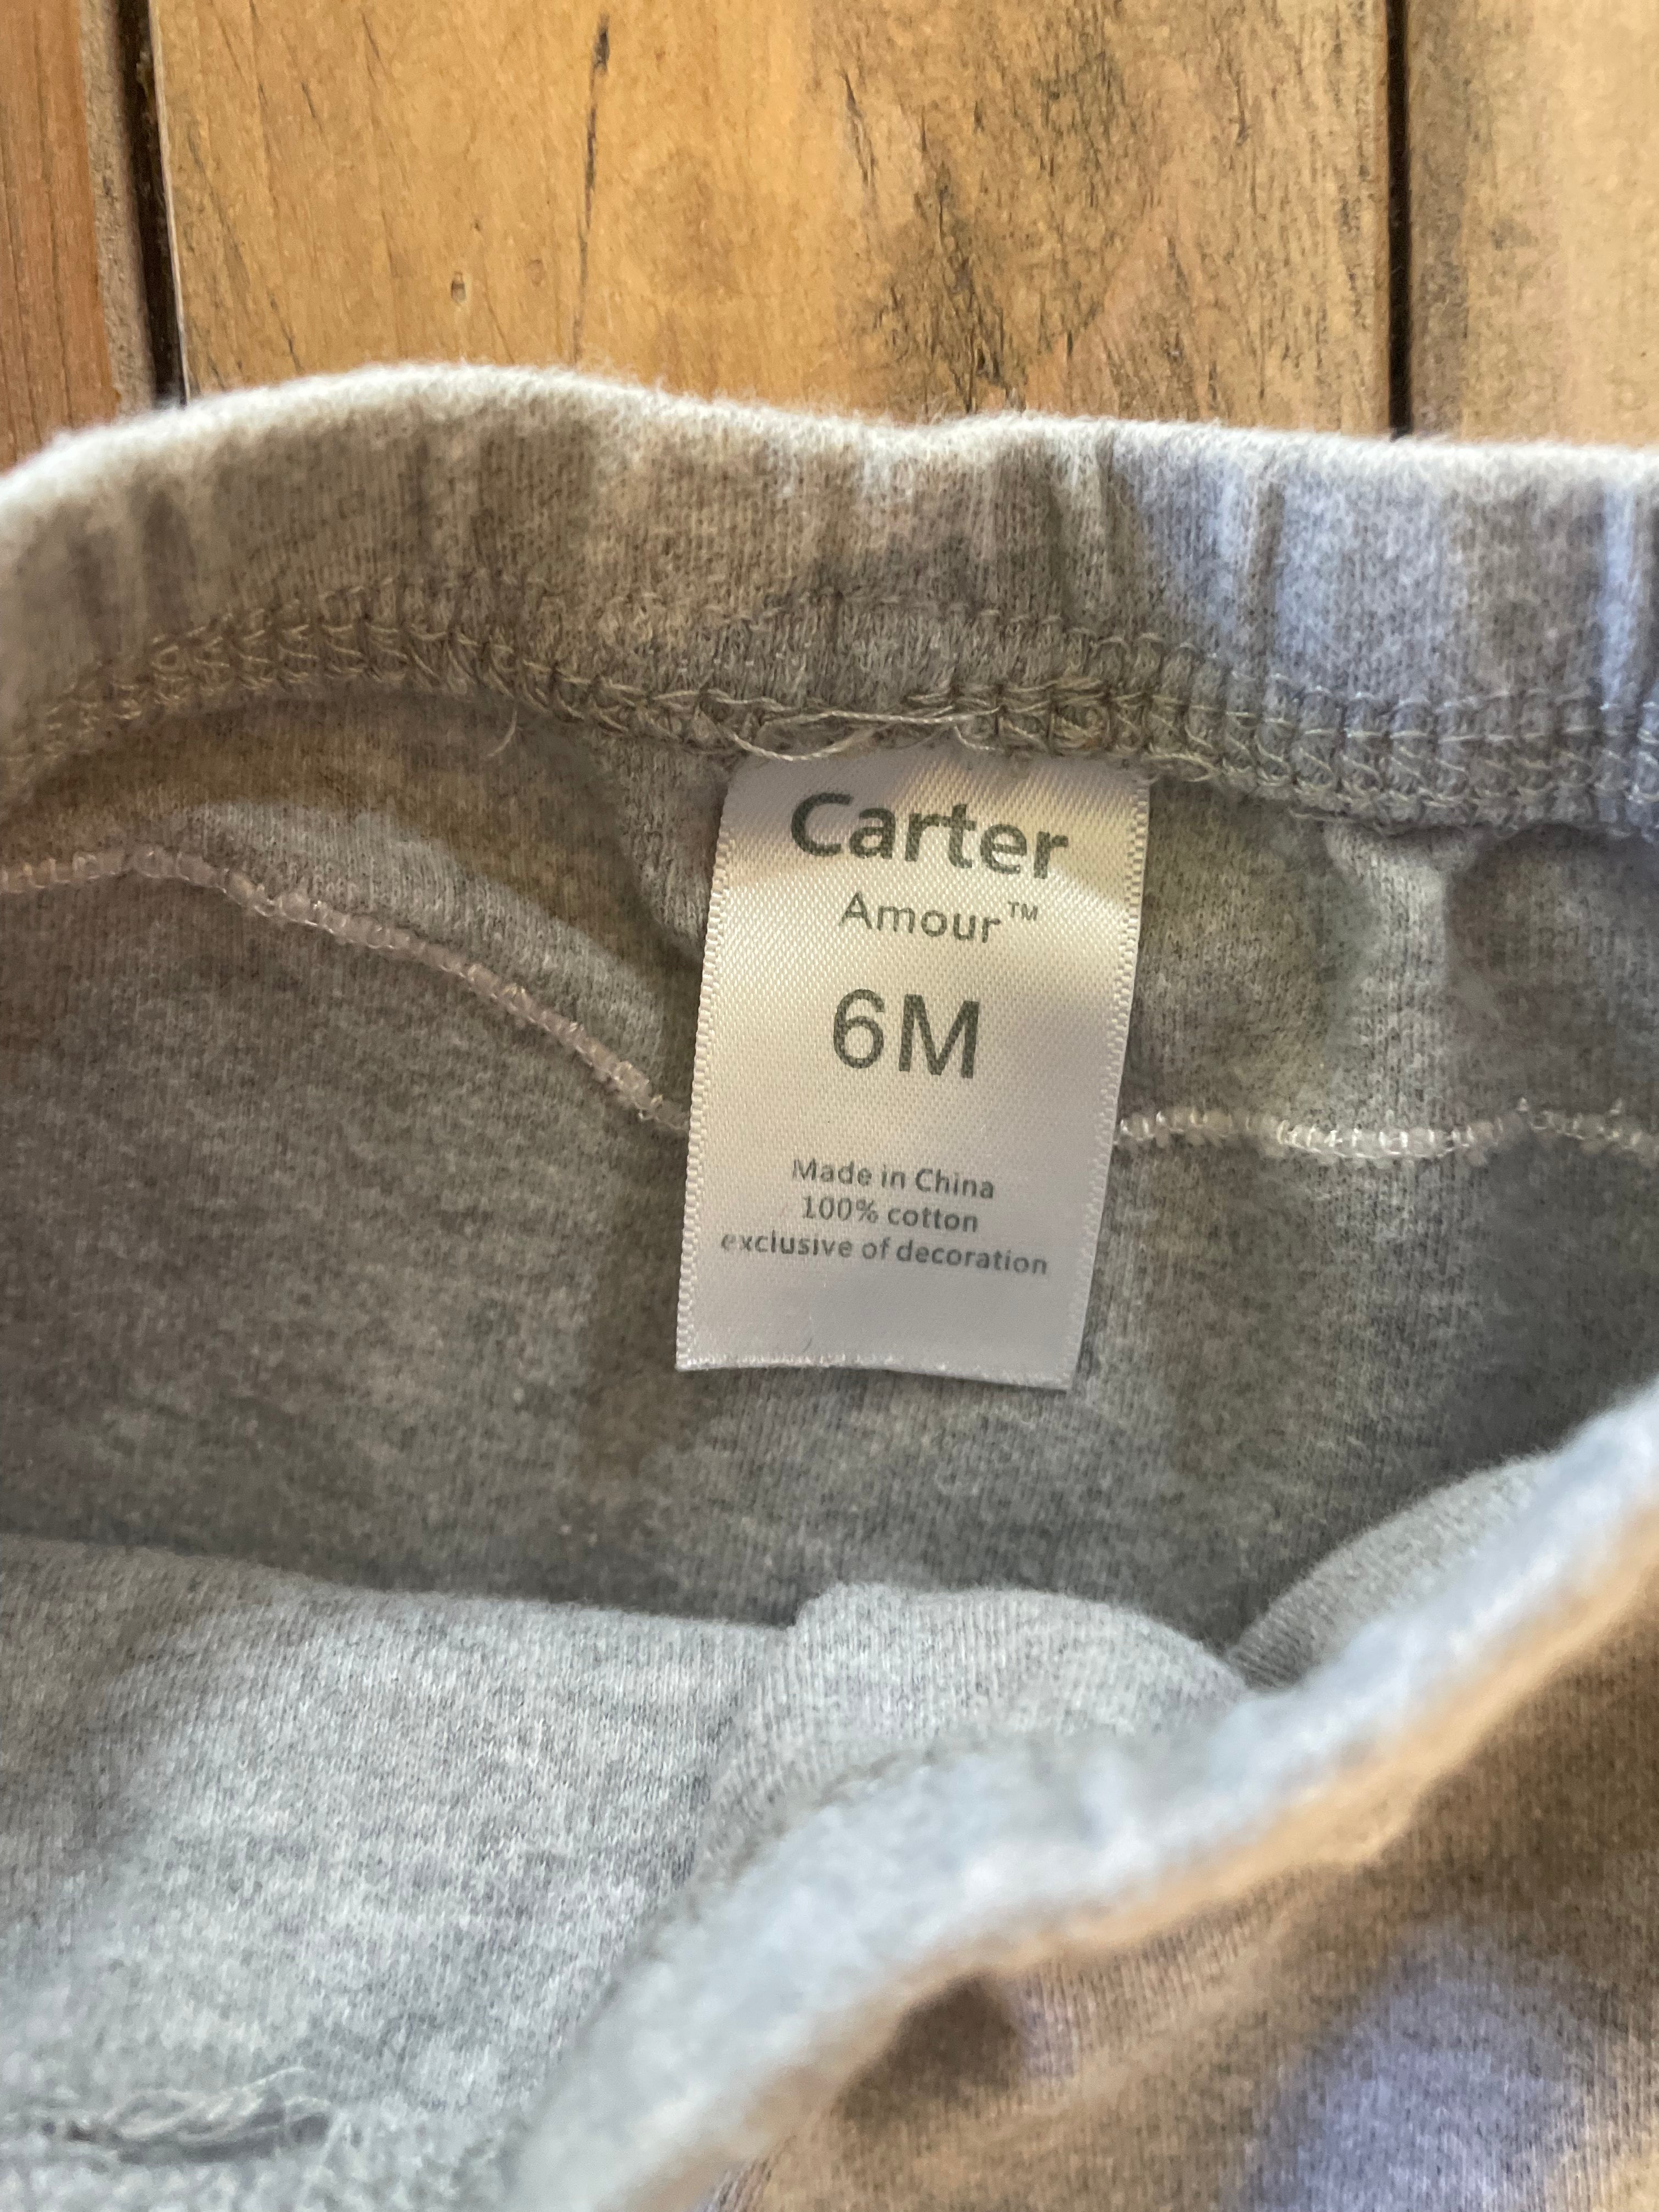 Carter
Amour™
6M
Made in China
100% cotton
exclusive of decoration